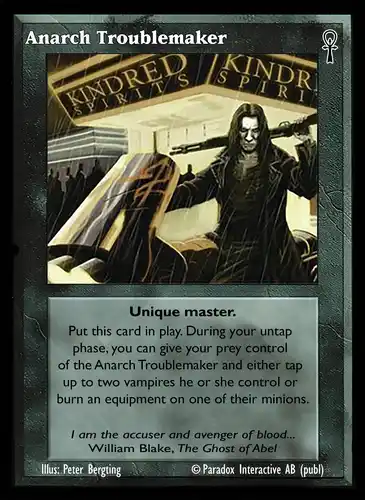 Anarch Troublemaker
KINDRED
SPIRITS
KINDR
SPIRI
Unique master.
Put this card in play. During your untap
phase, you can give your prey control
of the Anarch Troublemaker and either tap
up to two vampires he or she control or
burn an equipment on one of their minions.
I am the accuser and avenger of blood...
William Blake, The Ghost of Abel
Illus: Peter Bergting
© Paradox Interactive AB (publ)